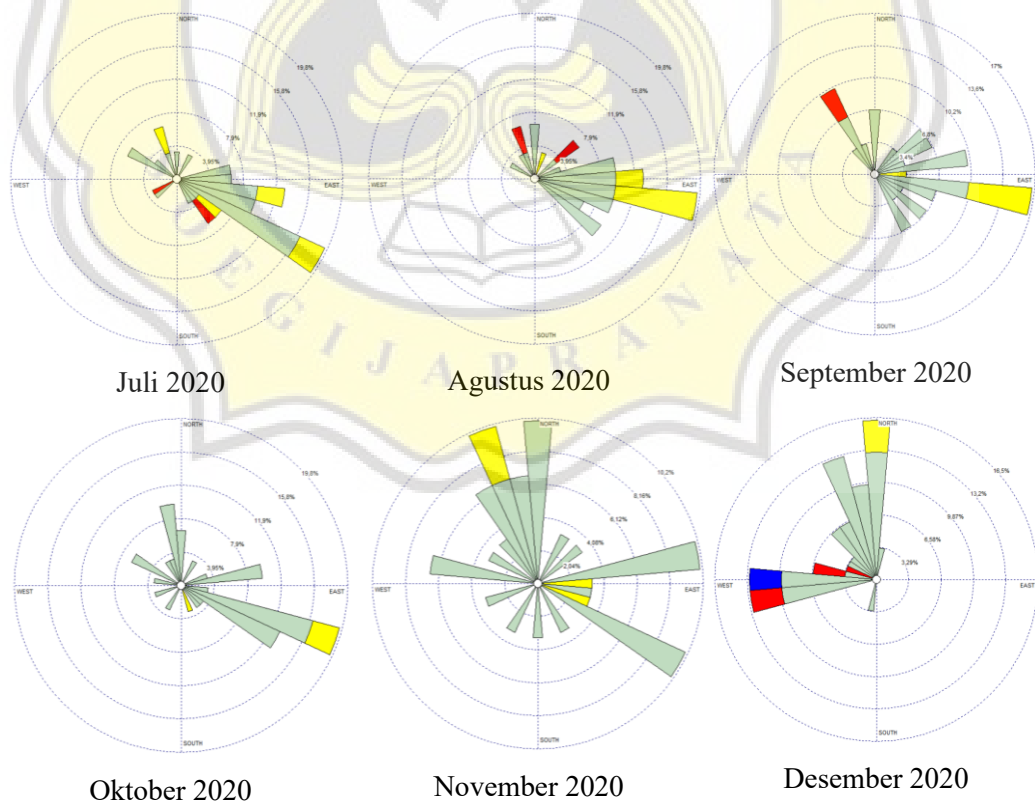 NORTH
19,8%
15,8%
11,9%
7,9%
3,95%
WEST
EAST
SOUTH
Juli 2020
NORTH
19,8%
15,8%
11,9%
7,9%
3,95%
WEST
EAST
SOUTH
Agustus 2020
NORTH
17%
13,6%
10,2%
6,8%
3,4%
WEST
EAST
SOUTH
September 2020
SEGIJAPRANATA
NORTH
19,8%
15,8%
11,9%
7,9%
3,95%
WEST
EAST
SOUTH
Oktober 2020
NORTH
10,2%
8,16%
6,12%
4,08%
2,04%
WEST
EAST
SOUTH
November 2020
NORTH
16,5%
13,2%
9,87%
6,58%
3,29%
WEST
EAST
SOUTH
Desember 2020